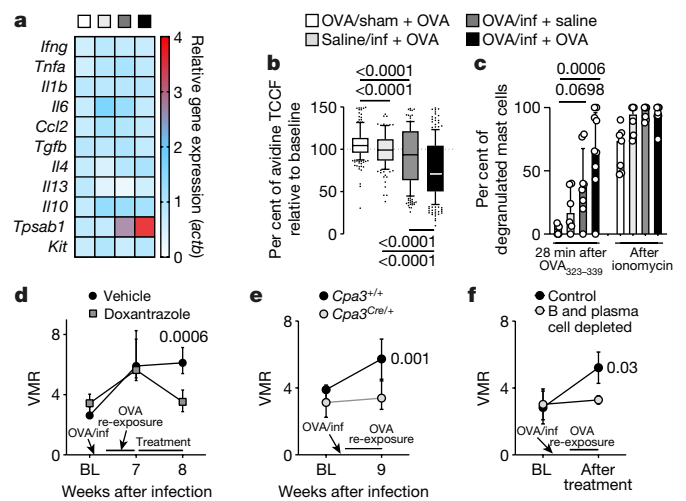 a
Ifng
Tnfa
Il1b
Il6
Ccl2
Tgfb
Il4
Il13
Il10
Tpsab1
Kit
4
3
2
1
0
Relative gene expression (actb)
OVA/sham + OVA
Saline/inf + OVA
OVA/inf + saline
OVA/inf + OVA
b
<0.0001
<0.0001
Per cent of avidine TCCF
relative to baseline
150
100
50
0
<0.0001
<0.0001
c
0.0006
0.0698
Per cent of
degranulated mast cells
100
50
0
28 min after
OVA323–339
After
ionomycin
d
Vehicle
Doxantrazole
VMR
8
4
0
0.0006
OVA/inf
OVA
re-exposure
Treatment
BL
7
8
Weeks after infection
e
Cpa3+/+
Cpa3Cre/+
VMR
8
4
0
0.001
OVA/inf
OVA
re-exposure
BL
9
Weeks after infection
f
Control
B and plasma
cell depleted
VMR
8
4
0
0.03
OVA/inf
OVA
re-exposure
BL
After
treatment